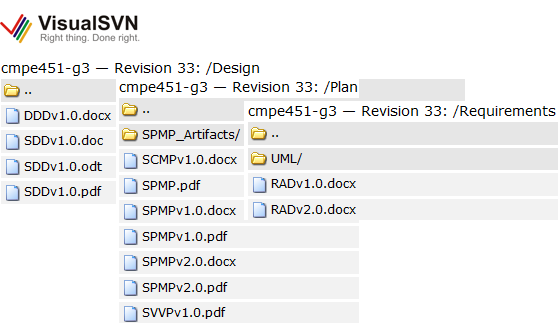 VisualSVN
Right thing. Done right.
cmpe451-g3 — Revision 33: /Design
..
DDDv1.0.docx
SDDv1.0.doc
SDDv1.0.odt
SDDv1.0.pdf
cmpe451-g3 — Revision 33: /Plan
..
SPMP_Artifacts/
SCMPv1.0.docx
SPMP.pdf
SPMPv1.0.docx
SPMPv1.0.pdf
SPMPv2.0.docx
SPMPv2.0.pdf
SVVPv1.0.pdf
cmpe451-g3 — Revision 33: /Requirements
..
UML/
RADv1.0.docx
RADv2.0.docx